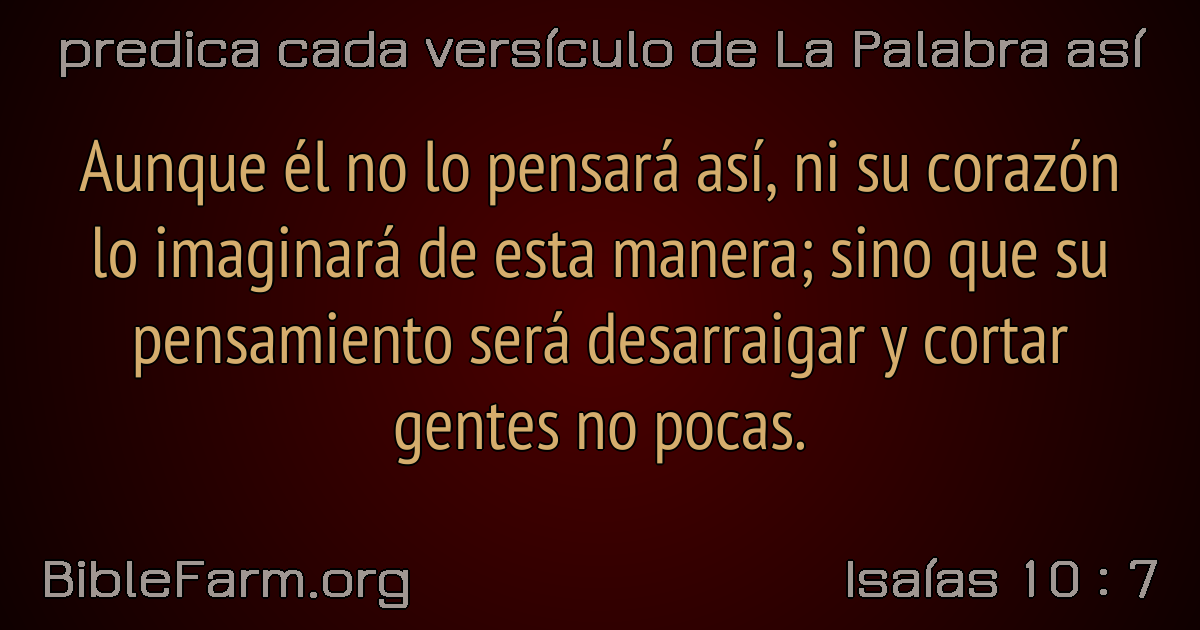 predica cada versículo de La Palabra así
Aunque él no lo pensará así, ni su corazón
lo imaginará de esta manera; sino que su
pensamiento será desarraigar y cortar
gentes no pocas.
BibleFarm.org
Isaías 10 : 7